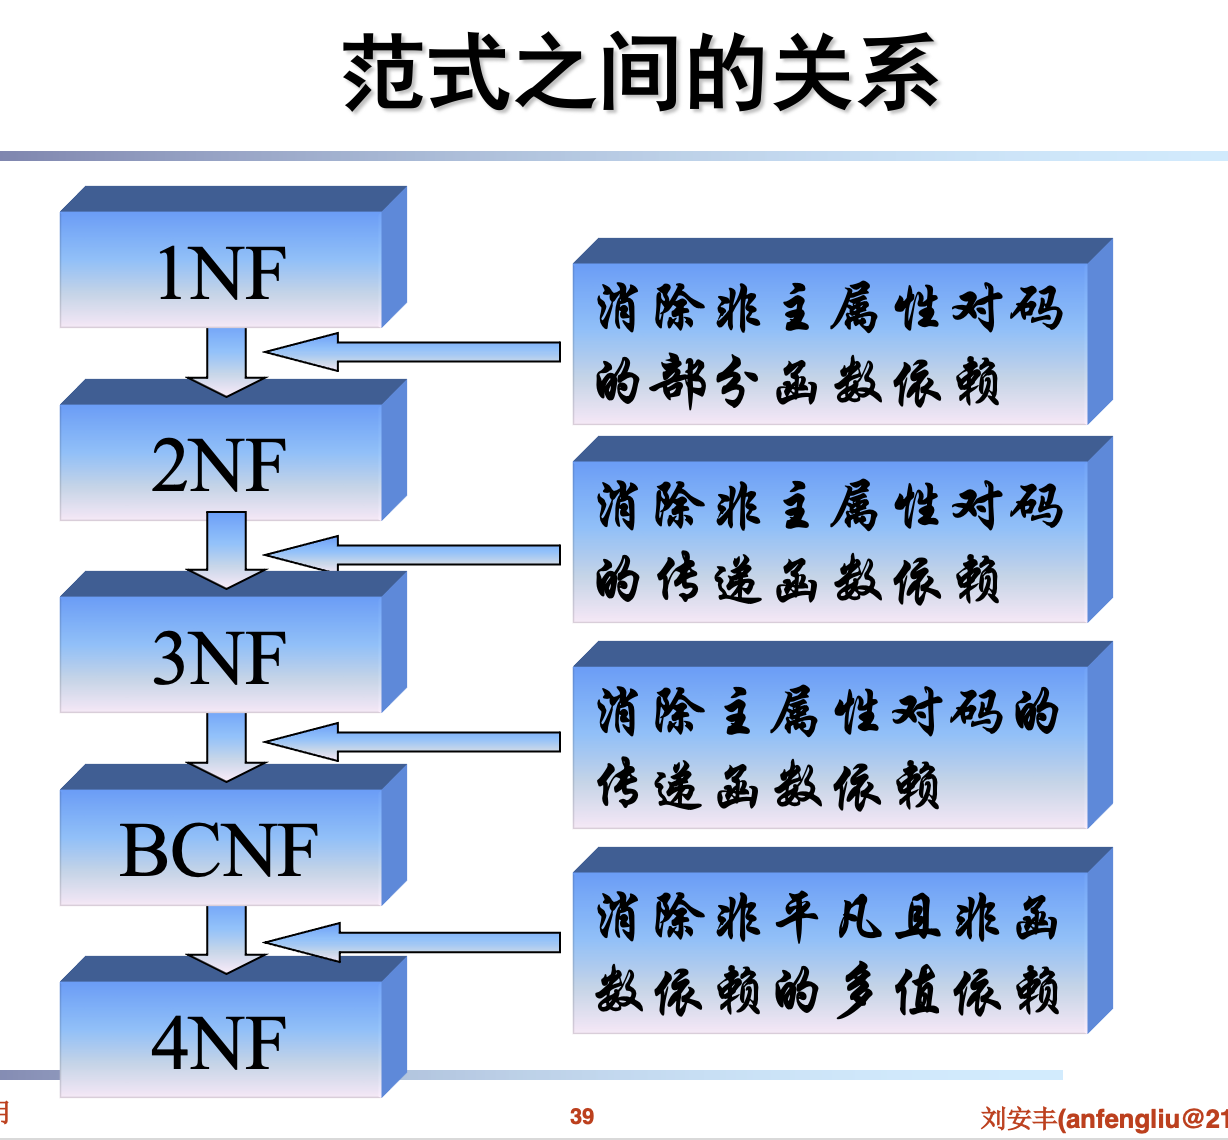 范式之间的关系
1NF
消除非主属性对码
的部分函数依赖
2NF
消除非主属性对码
的传递函数依赖
3NF
消除主属性对码的
传递函数依赖
BCNF
消除非平凡且非函
数依赖的多值依赖
4NF
39
刘安丰(anfengliu@21